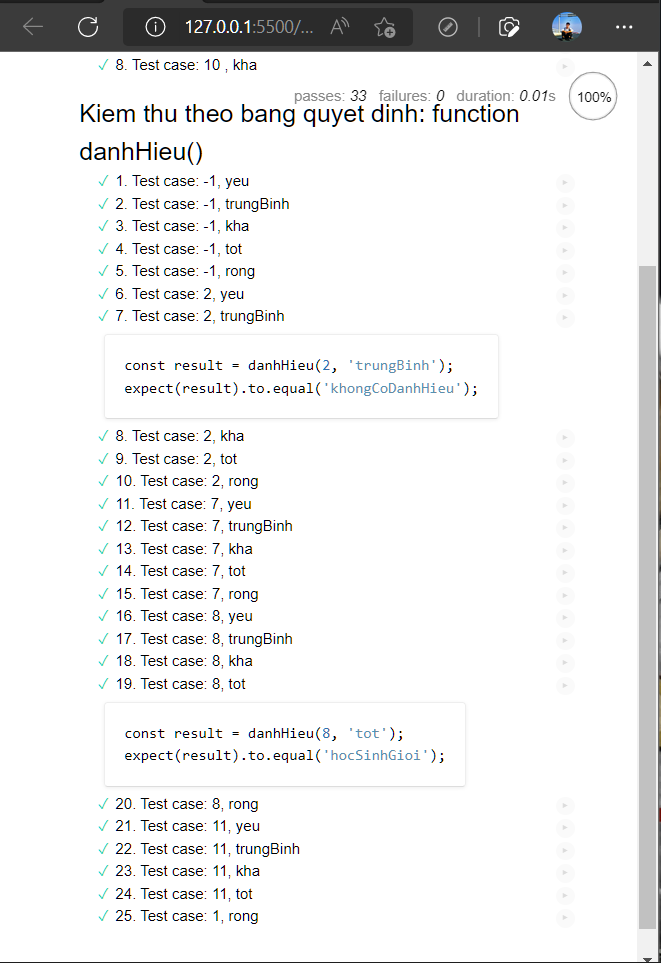 127.0.0.1:5500/...
8. Test case: 10 , kha
passes: 33 failures: 0 duration: 0.01s 100%
Kiem thu theo bang quyet dinh: function
danhHieu()
✓ 1. Test case: -1, yeu
✓ 2. Test case: -1, trungBinh
✓ 3. Test case: -1, kha
✓ 4. Test case: -1, tot
✓ 5. Test case: -1, rong
✓ 6. Test case: 2, yeu
✓ 7. Test case: 2, trungBinh
const result = danhHieu(2, 'trungBinh');
expect(result).to.equal('khongCoDanhHieu');
✓ 8. Test case: 2, kha
✓ 9. Test case: 2, tot
✓ 10. Test case: 2, rong
✓ 11. Test case: 7, yeu
✓ 12. Test case: 7, trungBinh
✓ 13. Test case: 7, kha
✓ 14. Test case: 7, tot
✓ 15. Test case: 7, rong
✓ 16. Test case: 8, yeu
✓ 17. Test case: 8, trungBinh
✓ 18. Test case: 8, kha
✓ 19. Test case: 8, tot
const result = danhHieu(8, 'tot');
expect(result).to.equal('hocSinhGioi');
✓ 20. Test case: 8, rong
✓ 21. Test case: 11, yeu
✓ 22. Test case: 11, trungBinh
✓ 23. Test case: 11, kha
✓ 24. Test case: 11, tot
✓ 25. Test case: 1, rong